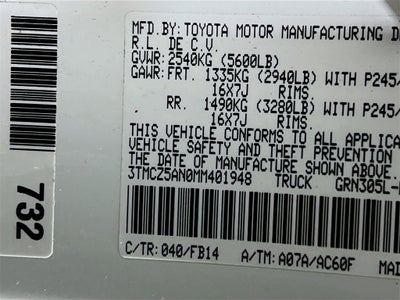 MFD.BY: TOYOTA MOTOR MANUFACTURING
R.L. DE C.V.
GVWR: 2540KG (5600LB)
GAWR: FRT. 1335KG (2940LB) WITH P245/
16X7J RIMS.
RR. 1490KG (3280LB) WITH P245/
16X7J RIMS.
THIS VEHICLE CONFORMS TO ALL APPLICA
VEHICLE SAFETY AND THEFT PREVENTION
THE DATE OF MANUFACTURE SHOWN ABOVE.
3TMCZ5AN0MM401948 TRUCK GRN305L-
C/TR: 040/FB14 A/TM: A07A/AC60F MAD
732